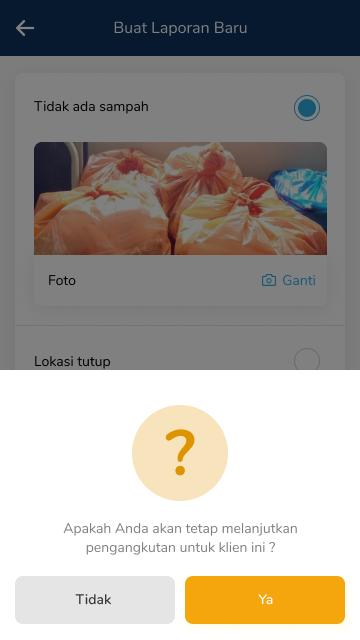 Buat Laporan Baru
Tidak ada sampah
Foto
Ganti
Lokasi tutup
?
Apakah Anda akan tetap melanjutkan
pengangkutan untuk klien ini ?
Tidak
Ya